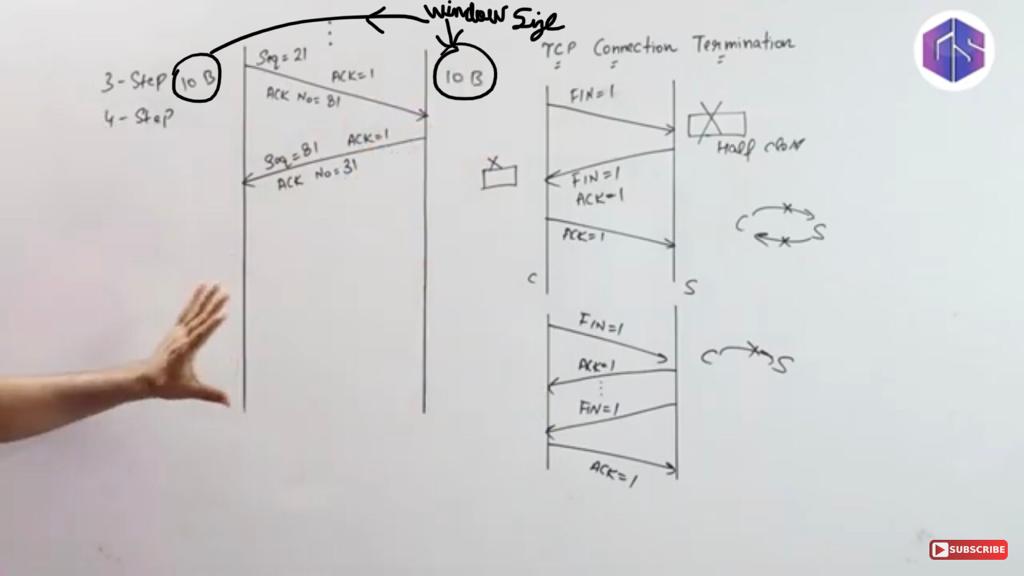 window Size
3-Step
10 B
4-Step
Seq=21
ACK=1
ACK No=81
10 B
ACK=1
Seq=81
ACK No=31
TCP Connection Termination
FIN=1
Half close
FIN=1
ACK=1
ACK=1
C
S
C
S
FIN=1
ACK=1
FIN=1
ACK=1
C
S
SUBSCRIBE